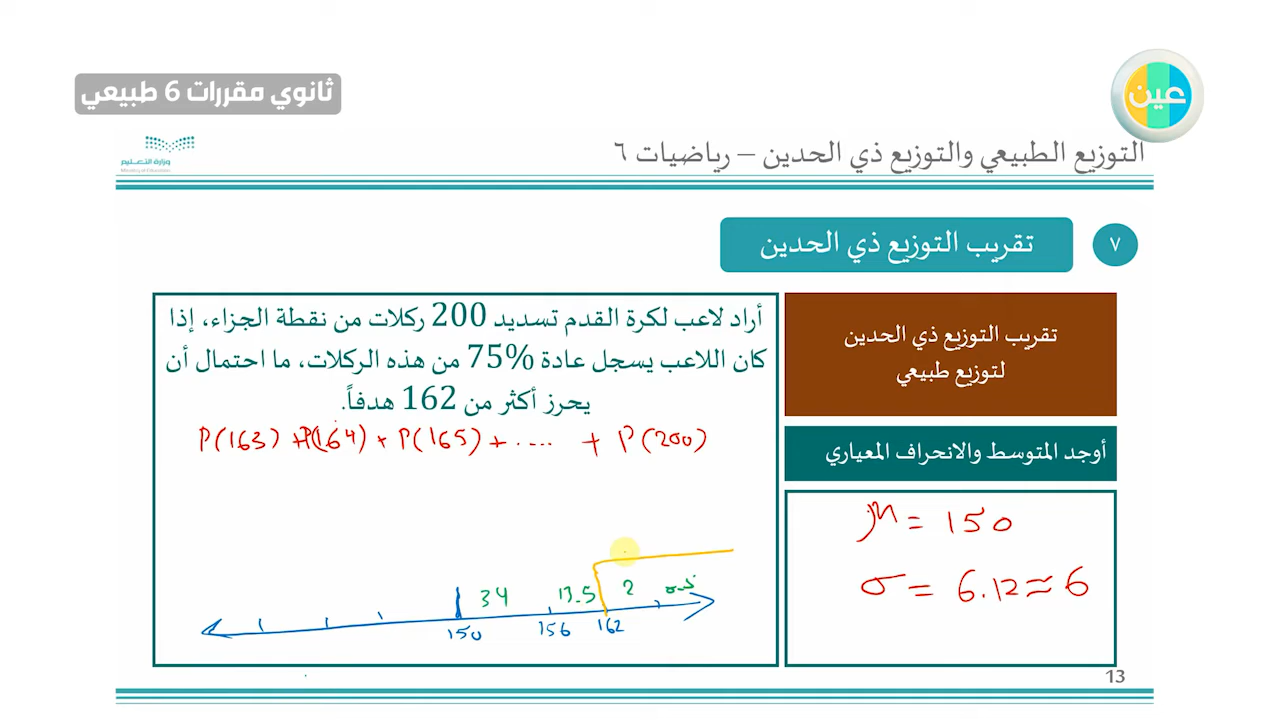 ثانوي مقررات 6 طبيعي
عين
وزارة التعليم
Ministry of Education
التوزيع الطبيعي والتوزيع ذي الحدين – رياضيات ٦
٧
تقريب التوزيع ذي الحدين
تقريب التوزيع ذي الحدين
لتوزيع طبيعي
أوجد المتوسط والانحراف المعياري
μ = 150
σ = 6.12 ≈ 6
أراد لاعب لكرة القدم تسديد 200 ركلات من نقطة الجزاء، إذا
كان اللاعب يسجل عادة %75 من هذه الركلات، ما احتمال أن
يحرز أكثر من 162 هدفاً.
P(163) + P(164) + P(165) + .... + P(200)
34 13.5 2 0.5
150 156 162
13